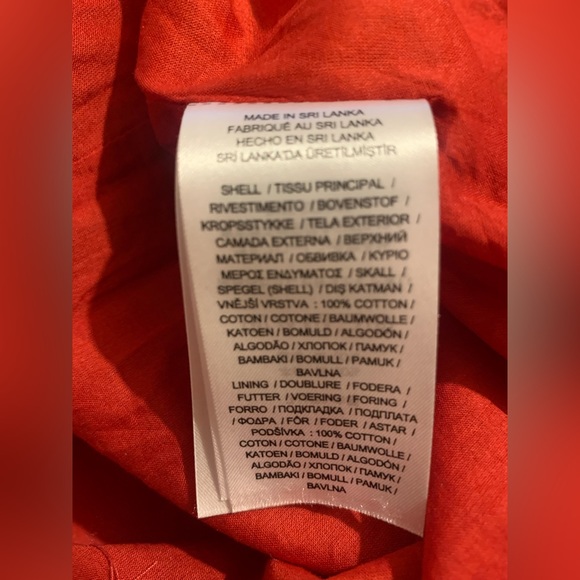 MADE IN SRI LANKA
FABRIQUÉ AU SRI LANKA
HECHO EN SRI LANKA
SRİ LANKA'DA ÜRETİLMİŞTİR
SHELL / TISSU PRINCIPAL /
RIVESTIMENTO / BOVENSTOF /
KROPSSTYKKE / TELA EXTERIOR /
CAMADA EXTERNA / ВЕРХНИЙ
МАТЕРИАЛ / ОБВИВКА / ΚΥΡΙΟ
ΜΕΡΟΣ ΕΝΔΥΜΑΤΟΣ / SKALL /
SPEGEL (SHELL) / DIŞ KATMAN /
VNĚJŠÍ VRSTVA : 100% COTTON /
COTON / COTONE / BAUMWOLLE /
KATOEN / BOMULD / ALGODÓN /
ALGODÃO / ХЛОПОК / ПАМУК /
ΒΑΜΒΑΚΙ / BOMULL / PAMUK /
BAVLNA
LINING / DOUBLURE / FODERA /
FUTTER / VOERING / FORING /
FORRO / ПОДКЛАДКА / ПОДПЛАТА
/ ΦΟΔΡΑ / FÔR / FODER / ASTAR /
PODŠÍVKA : 100% COTTON /
COTON / COTONE / BAUMWOLLE /
KATOEN / BOMULD / ALGODÓN /
ALGODÃO / ХЛОПОК / ПАМУК /
ΒΑΜΒΑΚΙ / BOMULL / PAMUK /
BAVLNA